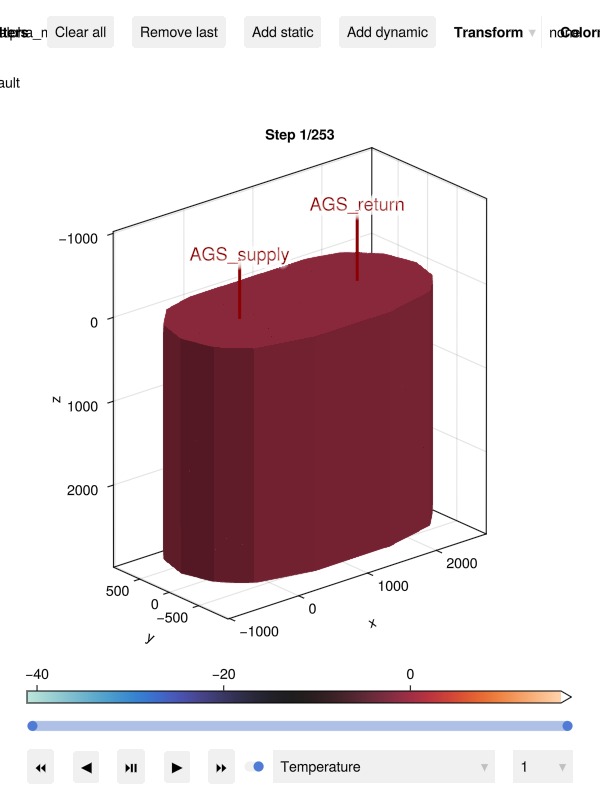 Clear all Remove last Add static Add dynamic Transform
ault
Step 1/253
AGS_return
AGS_supply
−1000
0
1000
2000
z
500
0
−500
y
−1000
0
1000
2000
x
−40 −20 0
Temperature 1